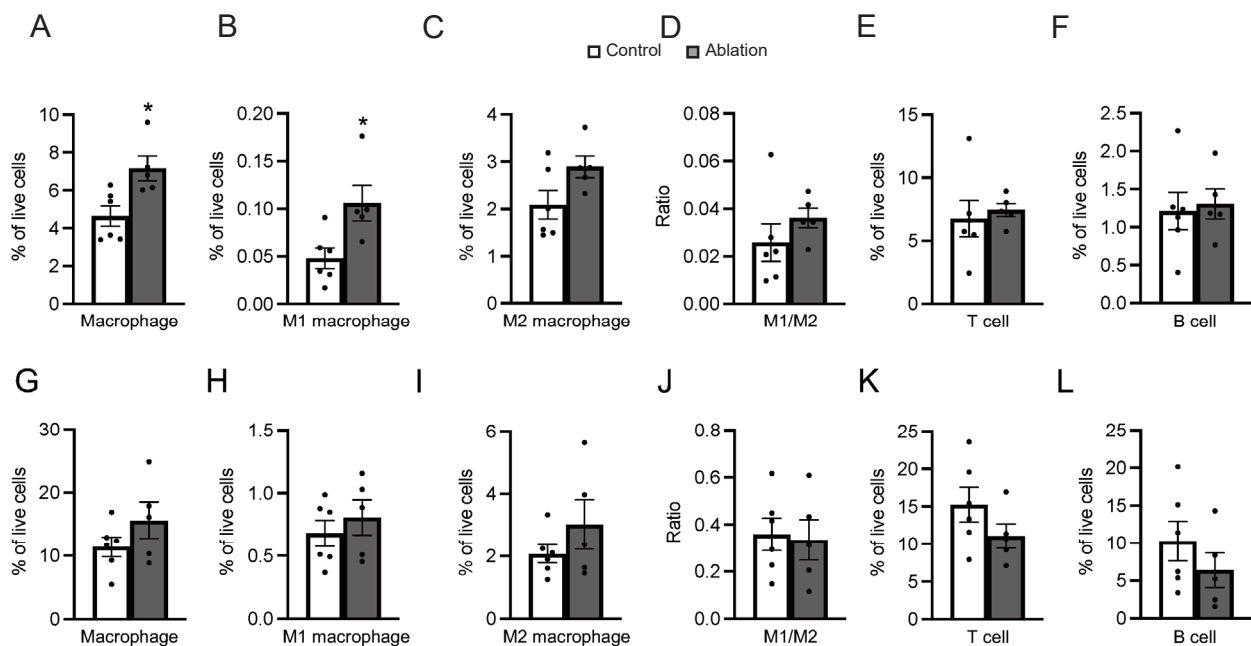 A B C D E F
Control Ablation
% of live cells
10
8
6
4
2
0
*
Macrophage
% of live cells
0.20
0.15
0.10
0.05
0.00
*
M1 macrophage
% of live cells
4
3
2
1
0
M2 macrophage
Ratio
0.08
0.06
0.04
0.02
0.00
M1/M2
% of live cells
15
10
5
0
T cell
% of live cells
2.5
2.0
1.5
1.0
0.5
0.0
B cell
G H I J K L
% of live cells
30
20
10
0
Macrophage
% of live cells
1.5
1.0
0.5
0.0
M1 macrophage
% of live cells
6
4
2
0
M2 macrophage
Ratio
0.8
0.6
0.4
0.2
0.0
M1/M2
% of live cells
25
20
15
10
5
0
T cell
% of live cells
25
20
15
10
5
0
B cell